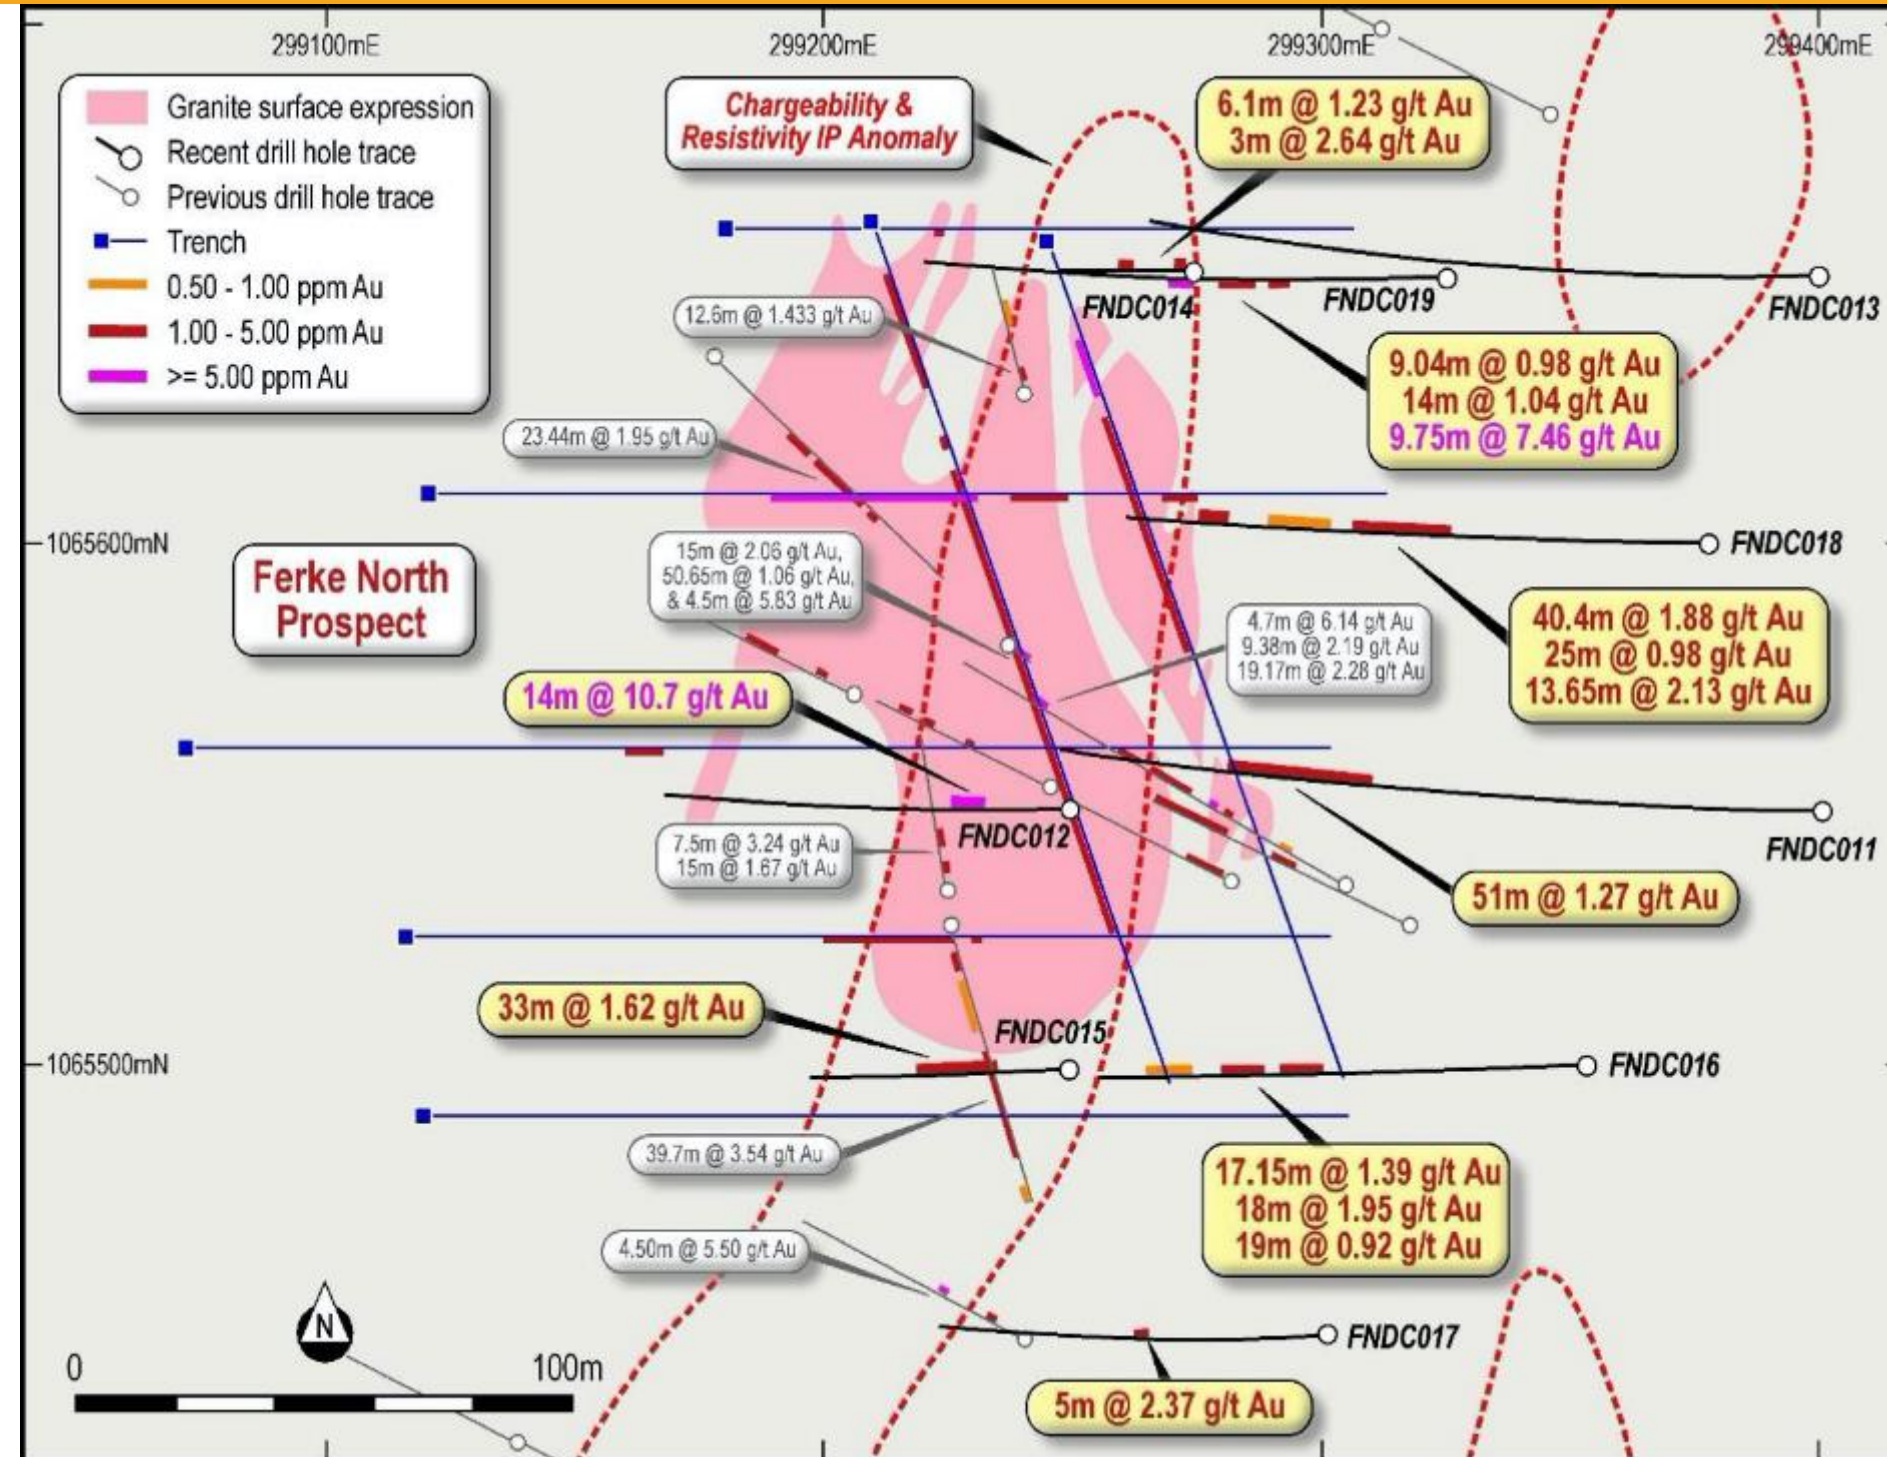 299100mE
299200mE
299300mE
299400mE
Granite surface expression
Recent drill hole trace
Previous drill hole trace
Trench
0.50 - 1.00 ppm Au
1.00 - 5.00 ppm Au
>= 5.00 ppm Au
Chargeability &
Resistivity IP Anomaly
6.1m @ 1.23 g/t Au
3m @ 2.64 g/t Au
FNDC014
FNDC019
FNDC013
12.6m @ 1.433 g/t Au
9.04m @ 0.98 g/t Au
14m @ 1.04 g/t Au
9.75m @ 7.46 g/t Au
23.44m @ 1.95 g/t Au
1065600mN
FNDC018
Ferke North
Prospect
15m @ 2.06 g/t Au,
50.65m @ 1.06 g/t Au,
& 4.5m @ 5.83 g/t Au
4.7m @ 6.14 g/t Au
9.38m @ 2.19 g/t Au
19.17m @ 2.28 g/t Au
40.4m @ 1.88 g/t Au
25m @ 0.98 g/t Au
13.65m @ 2.13 g/t Au
14m @ 10.7 g/t Au
FNDC012
FNDC011
7.5m @ 3.24 g/t Au
15m @ 1.67 g/t Au
51m @ 1.27 g/t Au
33m @ 1.62 g/t Au
FNDC015
1065500mN
FNDC016
39.7m @ 3.54 g/t Au
17.15m @ 1.39 g/t Au
18m @ 1.95 g/t Au
19m @ 0.92 g/t Au
4.50m @ 5.50 g/t Au
N
FNDC017
0
100m
5m @ 2.37 g/t Au